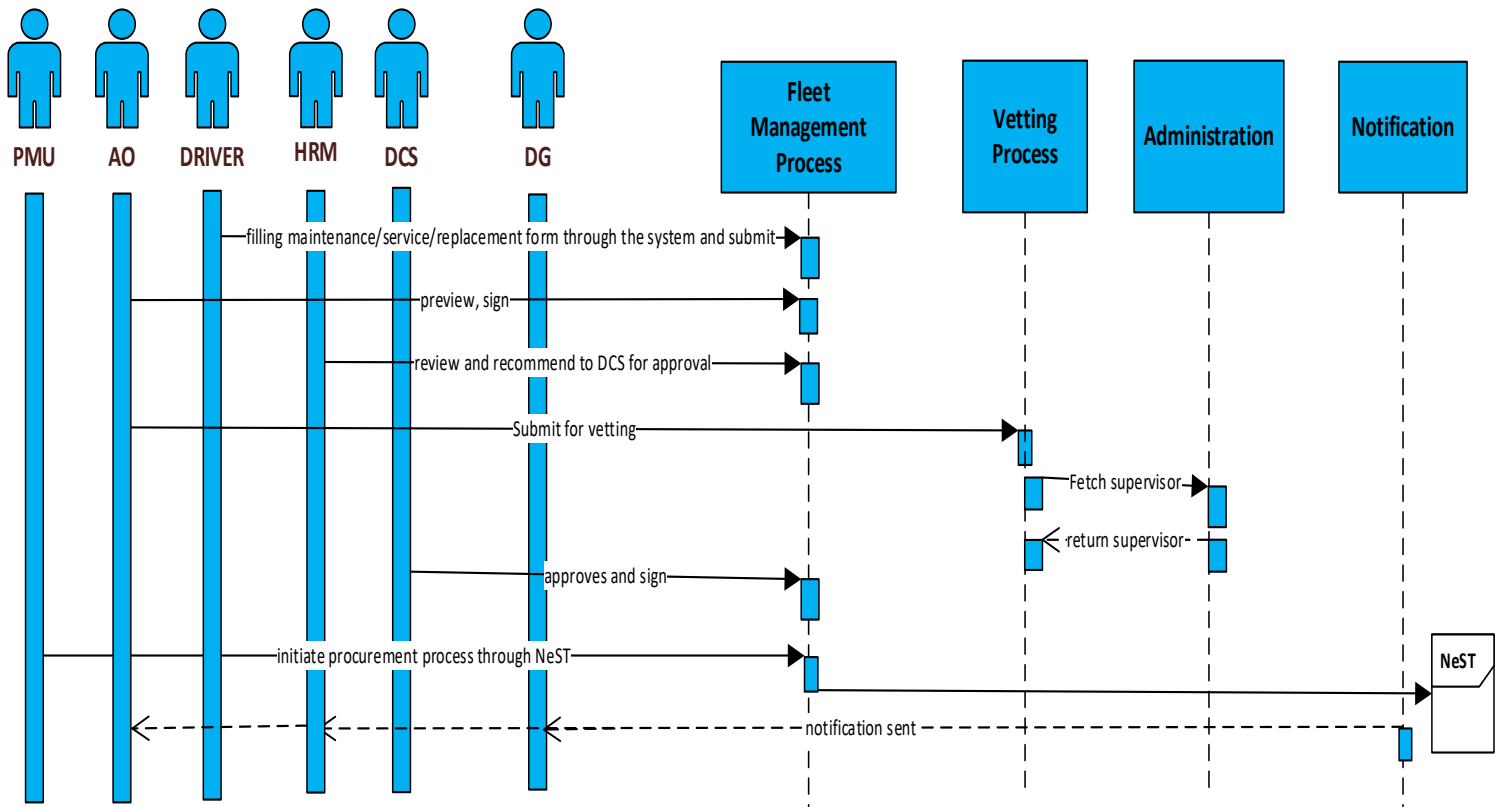 PMU
AO
DRIVER
HRM
DCS
DG
Fleet
Management
Process
Vetting
Process
Administration
Notification
filling maintenance/service/replacement form through the system and submit
preview, sign
review and recommend to DCS for approval
Submit for vetting
Fetch supervisor
return supervisor
approves and sign
initiate procurement process through NeST
NeST
notification sent